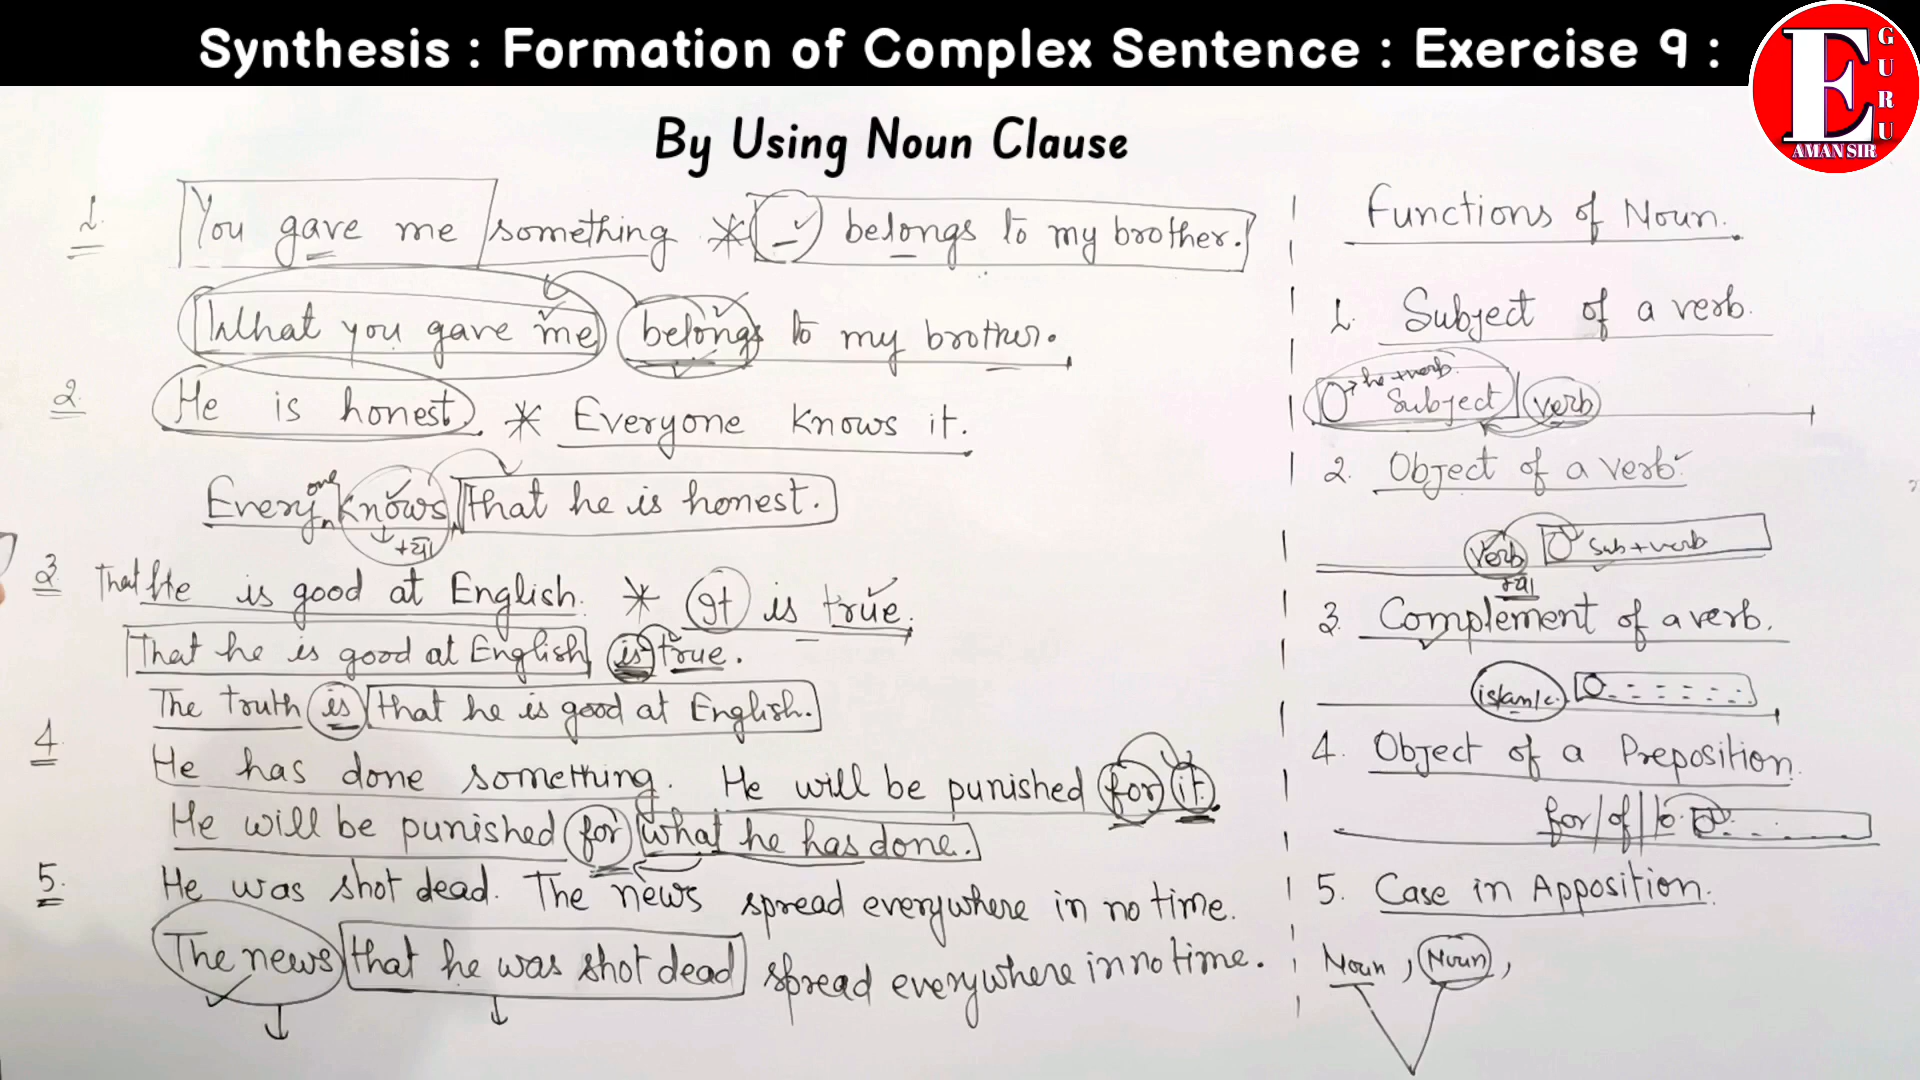 Synthesis : Formation of Complex Sentence : Exercise 9 :
E GURU
AMAN SIR
By Using Noun Clause
1. You gave me something * belongs to my brother.
What you gave me belongs to my brother.
2. He is honest. * Everyone knows it.
Everyone knows that he is honest.
+क्या
3. That He is good at English. * It is true.
That he is good at English is true.
The truth is that he is good at English.
4. He has done something. He will be punished for it.
He will be punished for what he has done.
5. He was shot dead. The news spread everywhere in no time.
The news that he was shot dead spread everywhere in no time.
Functions of Noun.
1. Subject of a verb.
he + verb
Subject verb
2. Object of a verb
verb Sub + verb
+क्या
3. Complement of a verb.
is/am/
4. Object of a Preposition.
for/of/to
5. Case in Apposition.
Noun, Noun,